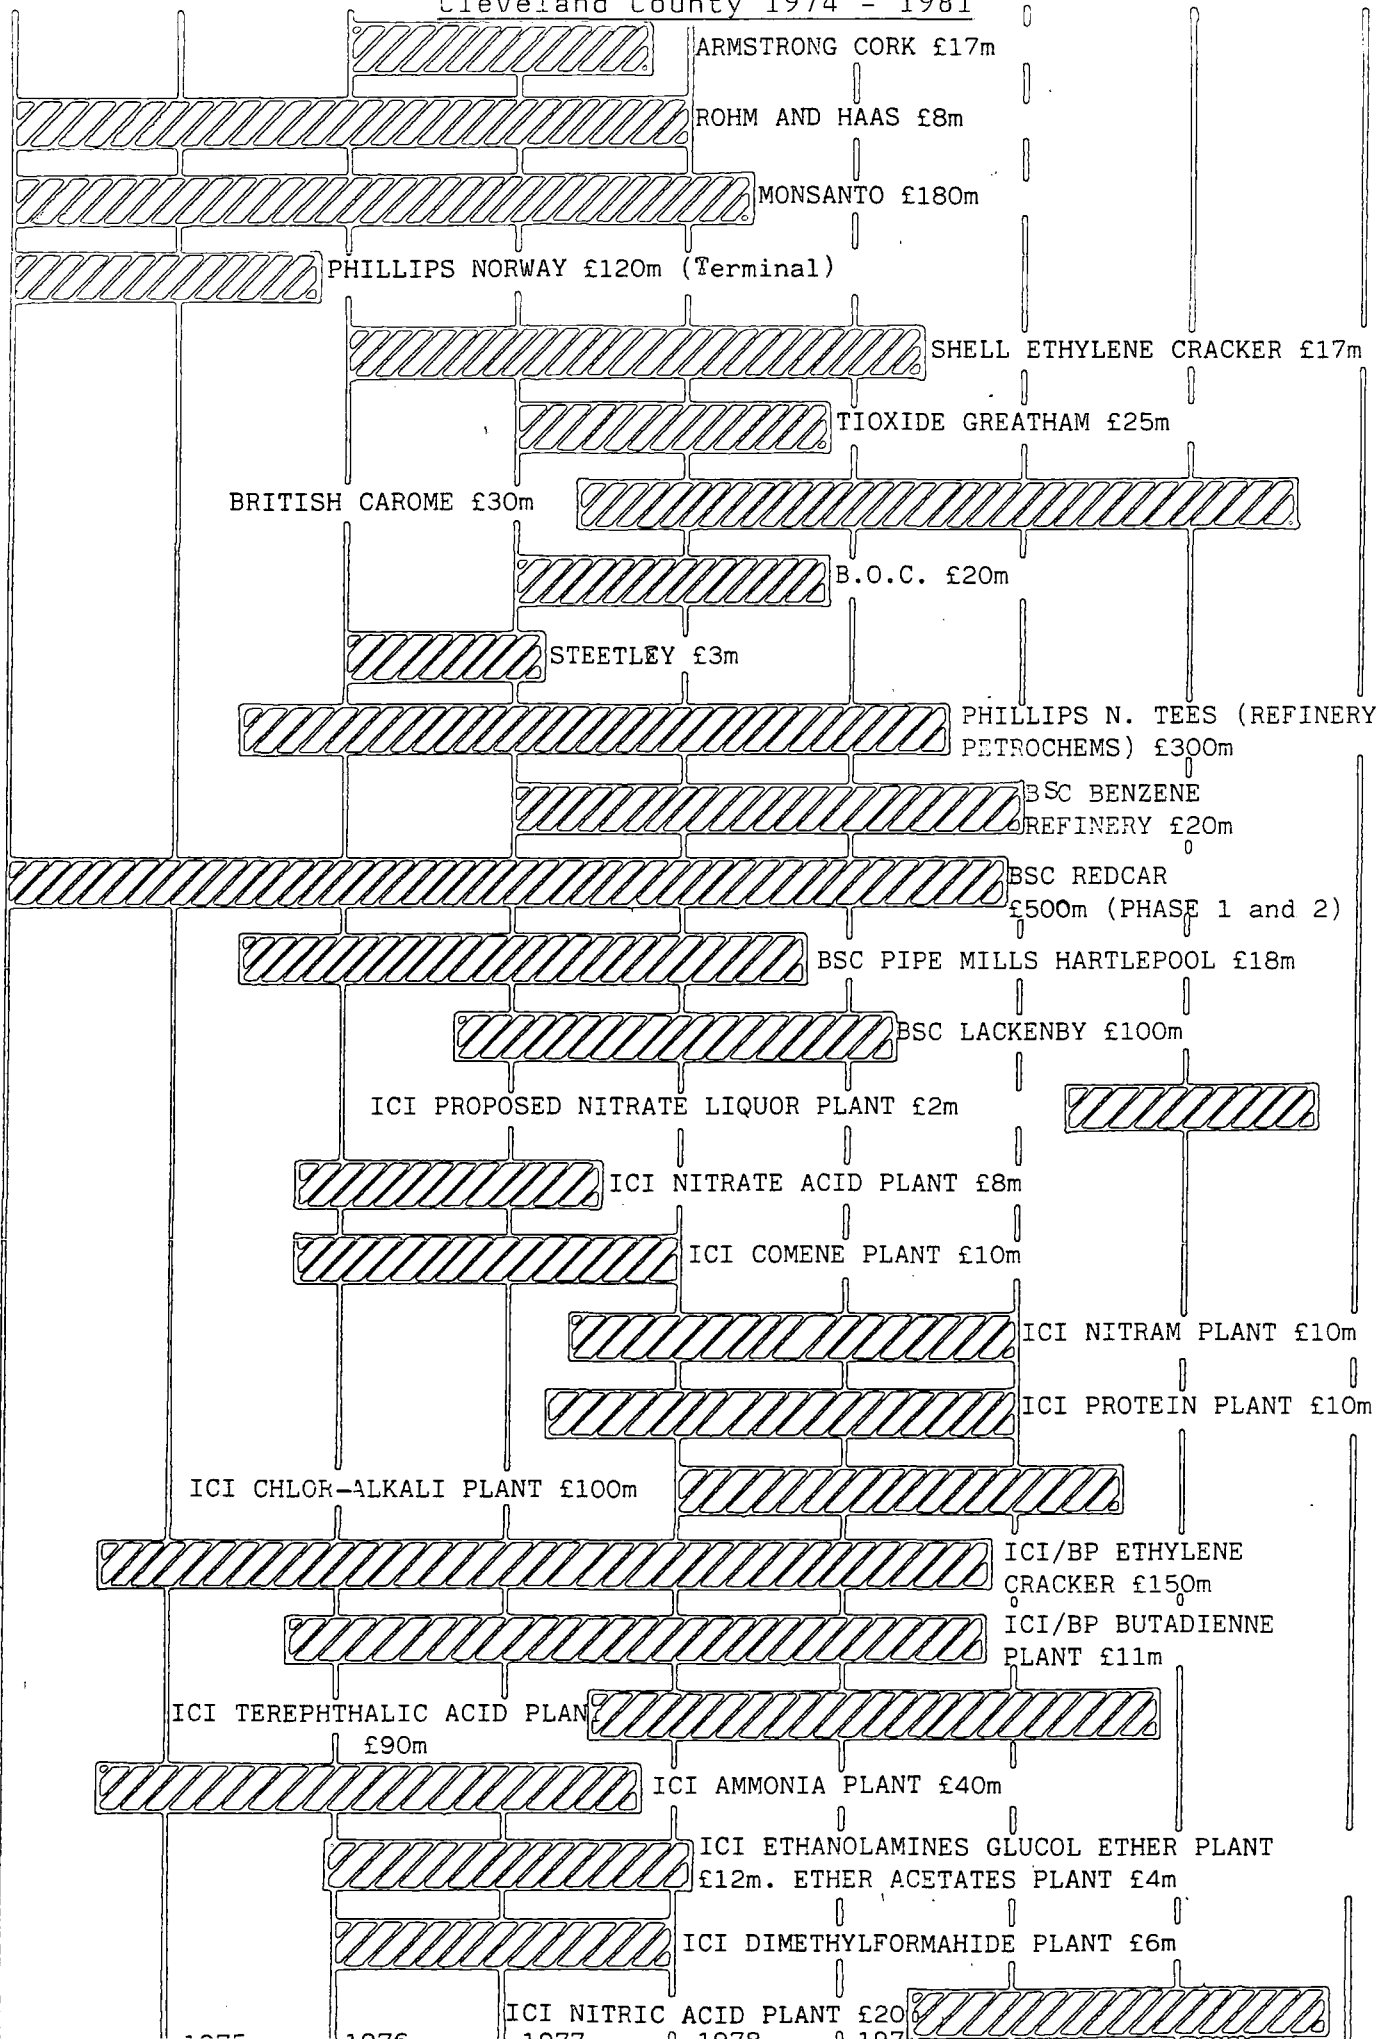 Cleveland County 1974 - 1981
ARMSTRONG CORK £17m
ROHM AND HAAS £8m
MONSANTO £180m
PHILLIPS NORWAY £120m (Terminal)
SHELL ETHYLENE CRACKER £17m
TIOXIDE GREATHAM £25m
BRITISH CAROME £30m
B.O.C. £20m
STEETLEY £3m
PHILLIPS N. TEES (REFINERY
PETROCHEMS) £300m
BSC BENZENE
REFINERY £20m
BSC REDCAR
£500m (PHASE 1 and 2)
BSC PIPE MILLS HARTLEPOOL £18m
BSC LACKENBY £100m
ICI PROPOSED NITRATE LIQUOR PLANT £2m
ICI NITRATE ACID PLANT £8m
ICI COMENE PLANT £10m
ICI NITRAM PLANT £10m
ICI PROTEIN PLANT £10m
ICI CHLOR-ALKALI PLANT £100m
ICI/BP ETHYLENE
CRACKER £150m
ICI/BP BUTADIENNE
PLANT £11m
ICI TEREPHTHALIC ACID PLANT
£90m
ICI AMMONIA PLANT £40m
ICI ETHANOLAMINES GLUCOL ETHER PLANT
£12m. ETHER ACETATES PLANT £4m
ICI DIMETHYLFORMAHIDE PLANT £6m
ICI NITRIC ACID PLANT £20
1975 1976 1977 1978 197